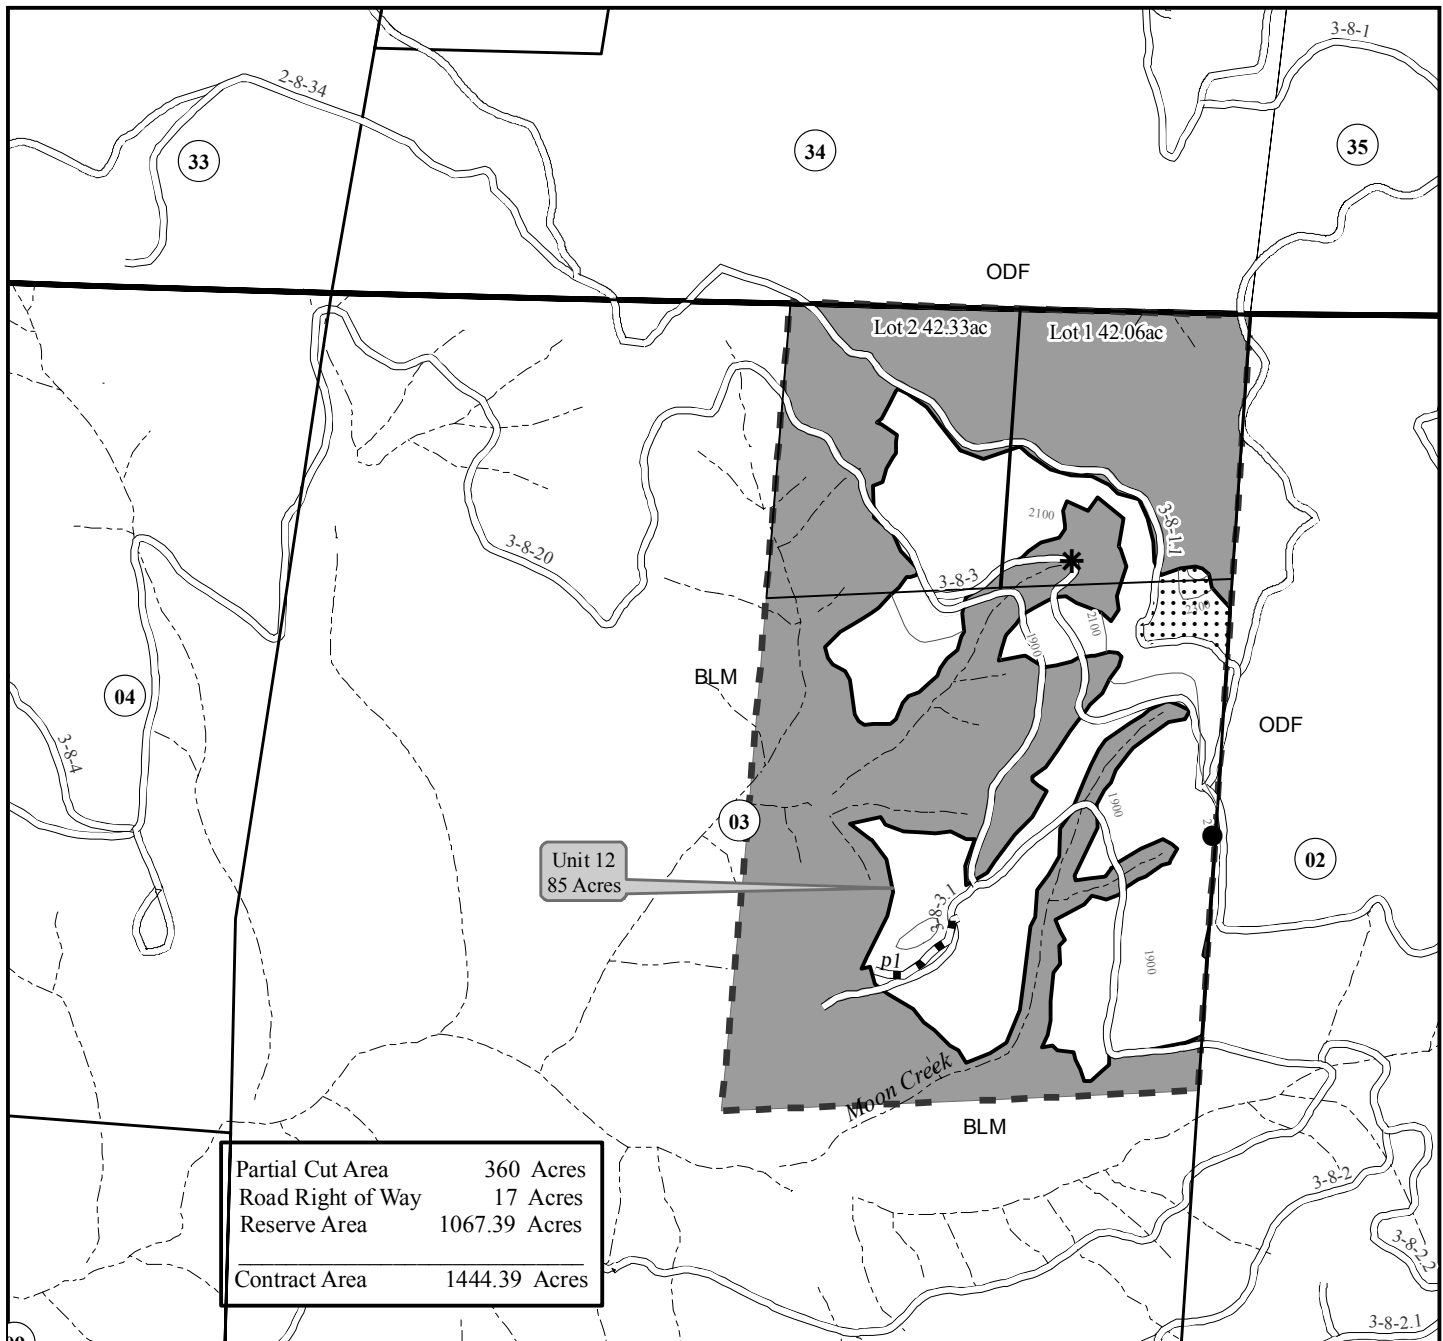 3-8-1
2-8-34
33
34
35
ODF
Lot 2 42.33ac
Lot 1 42.06ac
2100
3-8-1.1
3-8-20
3-8-3
2100
2100
1900
BLM
04
ODF
3-8-4
03
1900
02
Unit 12
85 Acres
3-8-3.1
p1
1900
Moon Creek
BLM
Partial Cut Area 360 Acres
Road Right of Way 17 Acres
Reserve Area 1067.39 Acres
Contract Area 1444.39 Acres
3-8-2
3-8-2.2
3-8-2.1